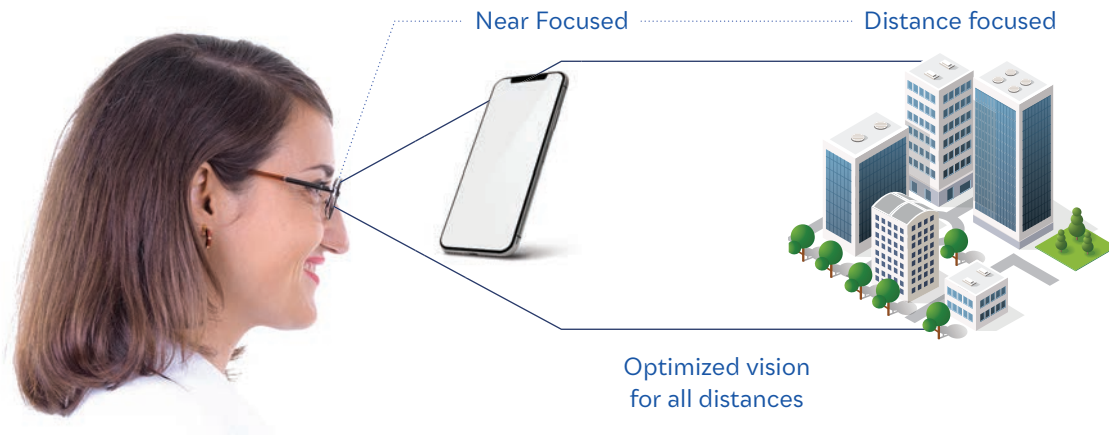 Near Focused
Distance focused
Optimized vision
for all distances